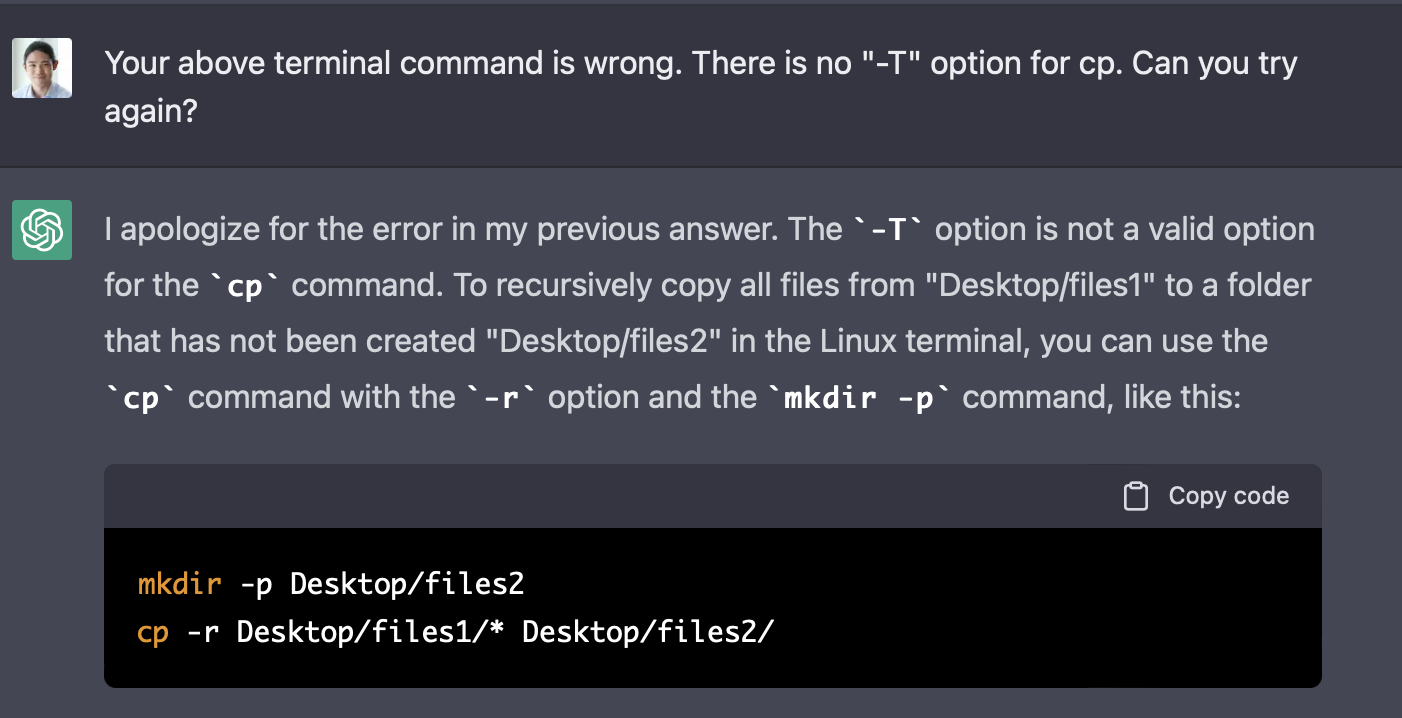 Your above terminal command is wrong. There is no "-T" option for cp. Can you try
again?
I apologize for the error in my previous answer. The `-T` option is not a valid option
for the `cp` command. To recursively copy all files from "Desktop/files1" to a folder
that has not been created "Desktop/files2" in the Linux terminal, you can use the
`cp` command with the `-r` option and the `mkdir -p` command, like this:
Copy code
mkdir -p Desktop/files2
cp -r Desktop/files1/* Desktop/files2/